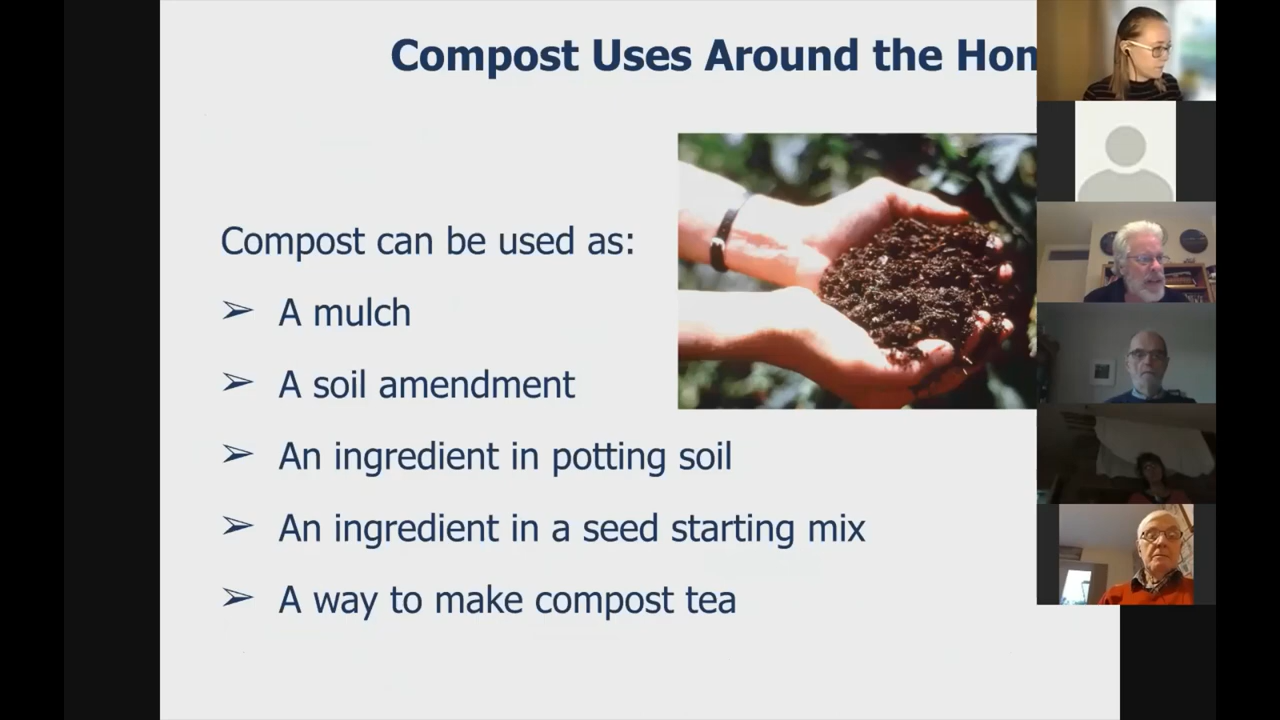 Compost Uses Around the Hon
Compost can be used as:
➢ A mulch
➢ A soil amendment
➢ An ingredient in potting soil
➢ An ingredient in a seed starting mix
➢ A way to make compost tea